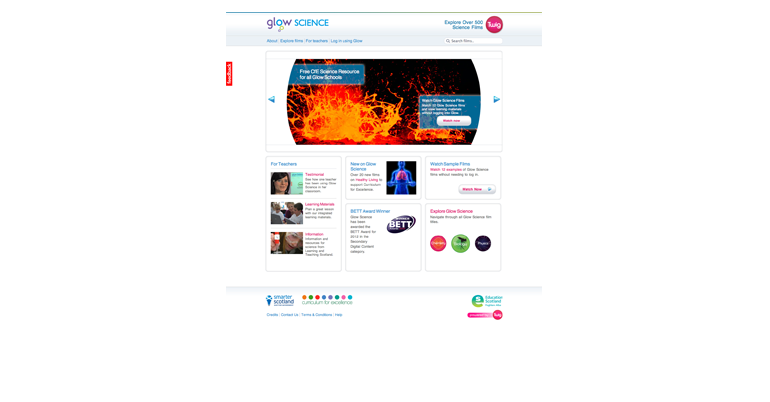 glow SCIENCE
Explore Over 500
Science Films
Twig
About | Explore films | For teachers | Log in using Glow
Search films...
feedback
Free CfE Science Resource
for all Glow Schools
Watch Glow Science Films
Watch 12 Glow Science films
and view learning materials
without logging into Glow
Watch now
For Teachers
Testimonial
See how one teacher
has been using Glow
Science in his
classroom.
Learning Materials
Plan a great lesson
with our integrated
learning materials.
Information
Information and
resources for
science from
Learning and
Teaching Scotland
New on Glow
Science
Over 20 new films
on Healthy Living to
support Curriculum
for Excellence.
Watch Sample Films
Watch 12 examples of Glow Science
films without needing to log in.
Watch Now
BETT Award Winner
Glow Science
has been
awarded the
BETT Award for
2011 in the
Secondary
Digital Content
category.
WINNER
BETT
Explore Glow Science
Navigate through all Glow Science film
titles.
Chemistry
Biology
Physics
smarter
scotland
curriculum for excellence
Education
Scotland
Foghlam Alba
Twig
Credits | Contact Us | Terms & Conditions | Help